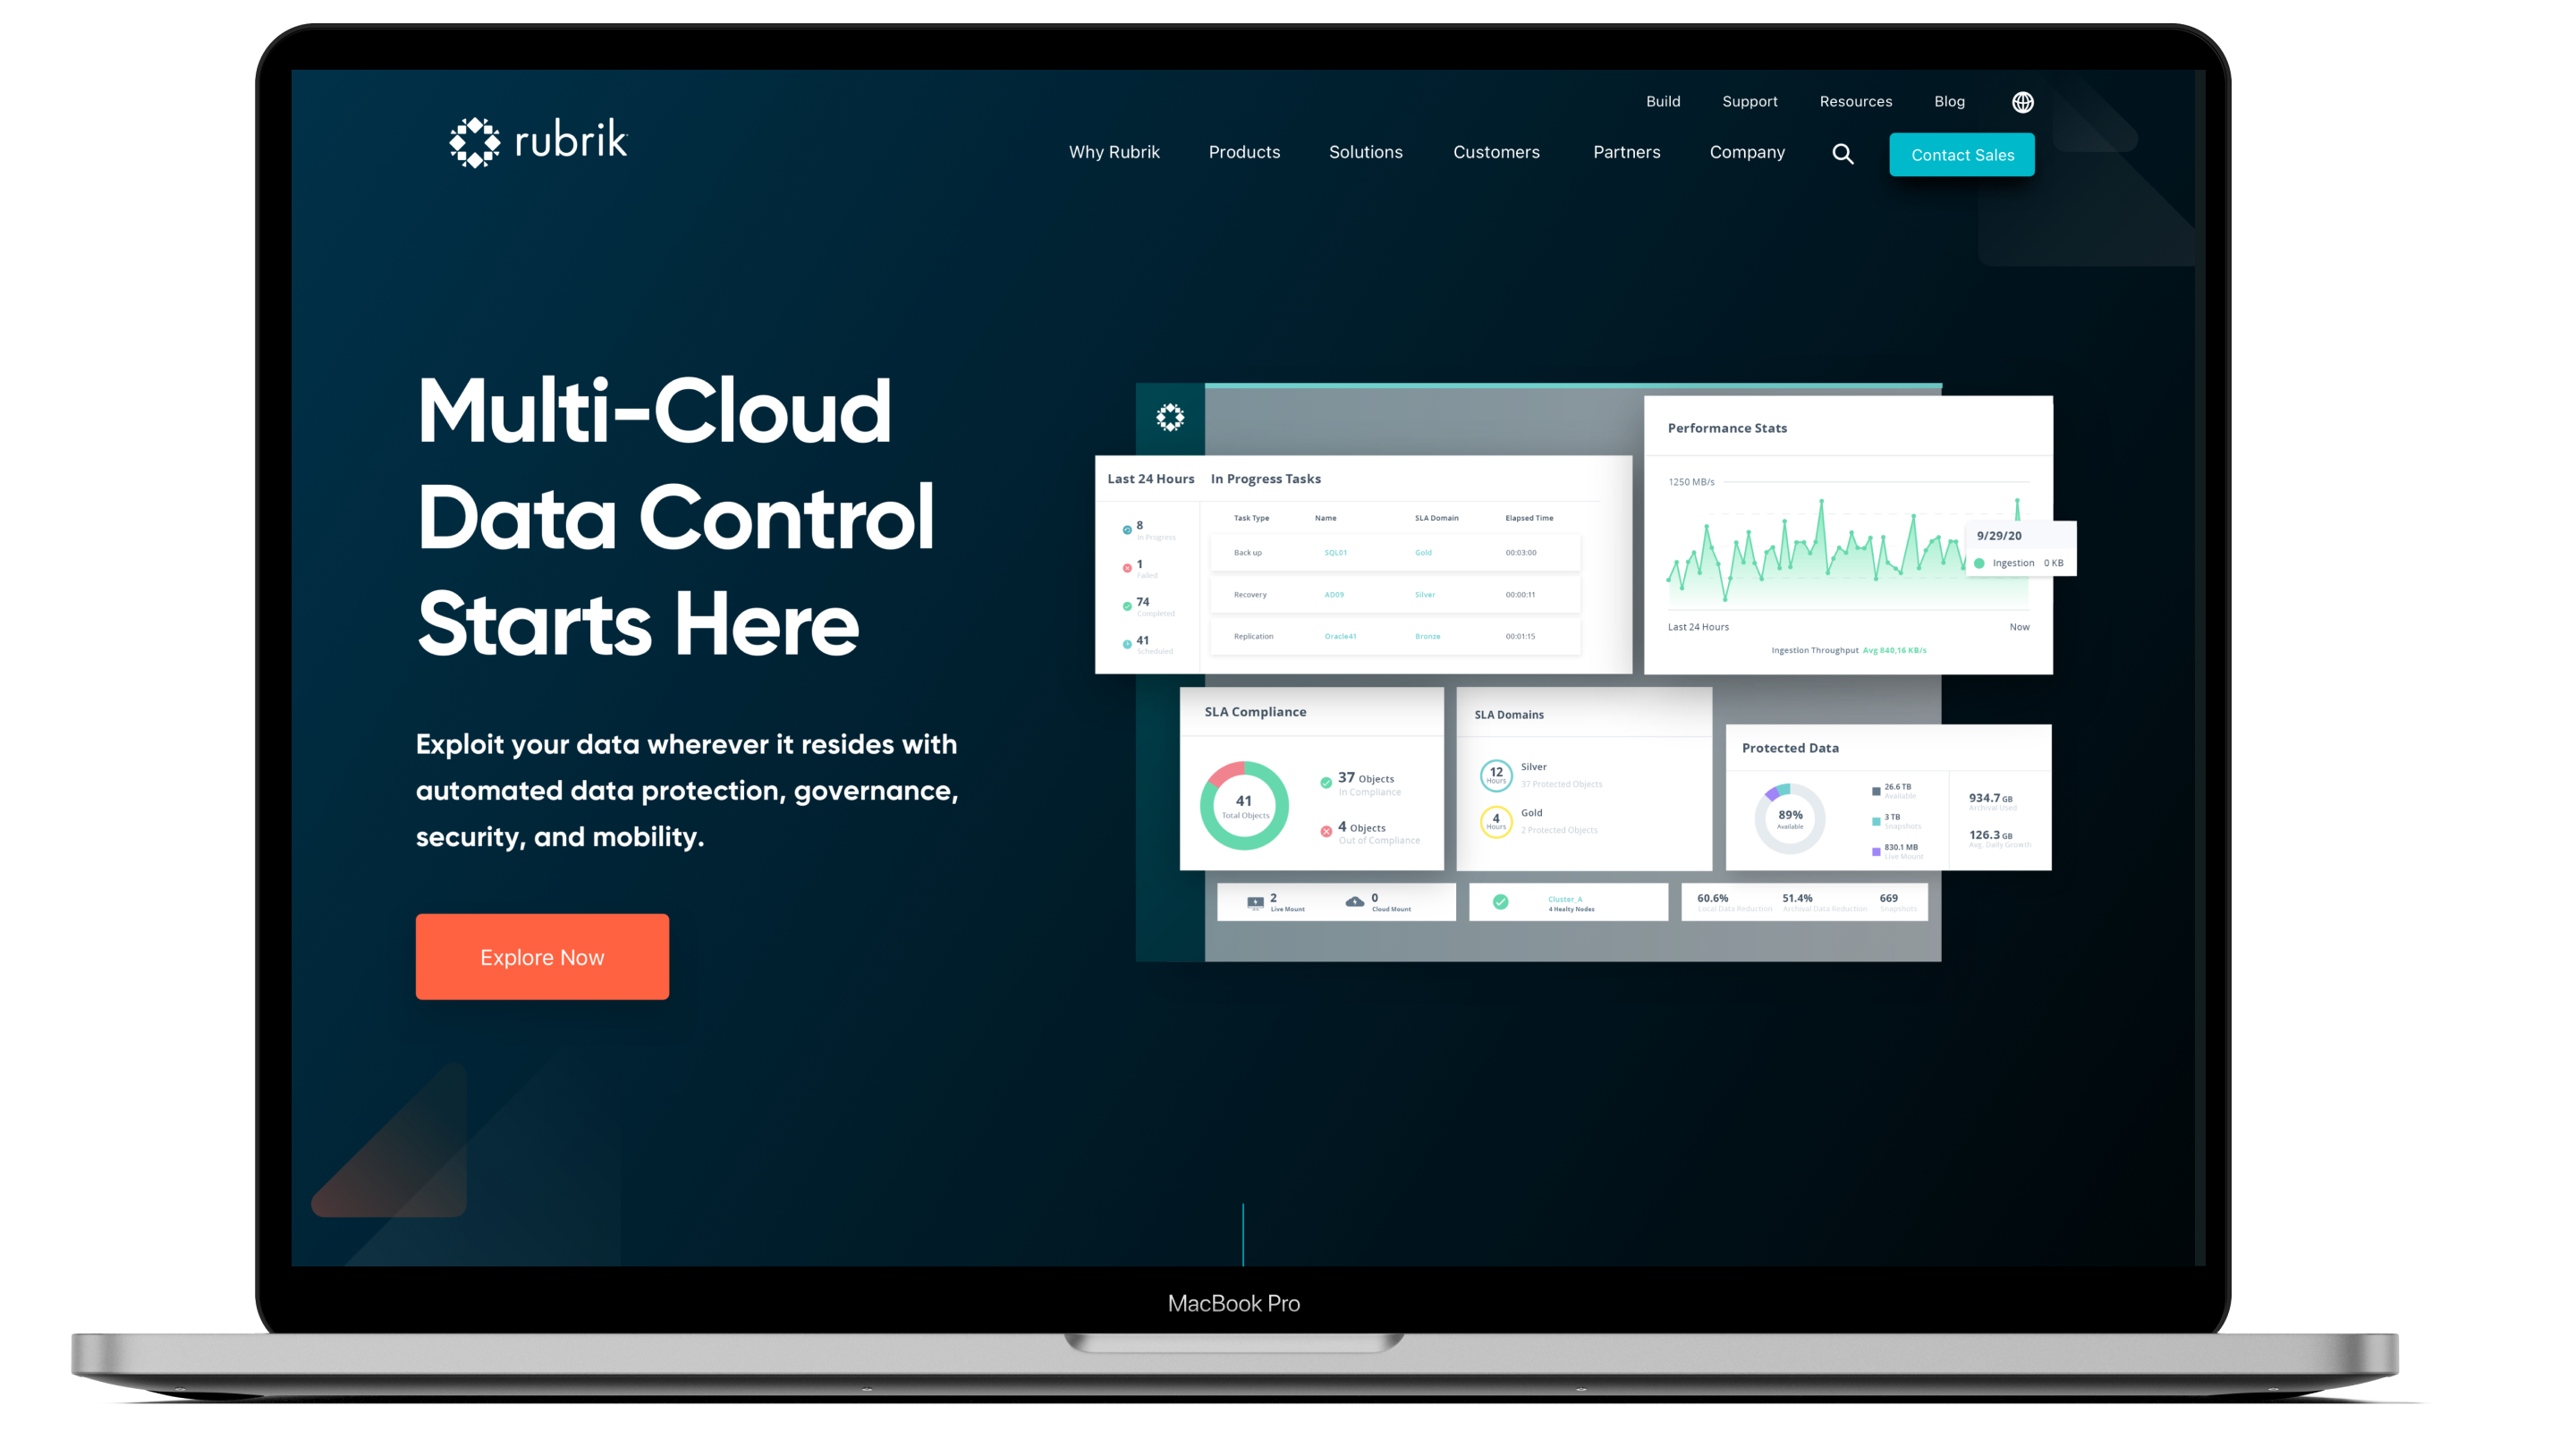 Build Support Resources Blog
rubrik
Why Rubrik Products Solutions Customers Partners Company Contact Sales
Multi-Cloud
Data Control
Starts Here
Exploit your data wherever it resides with
automated data protection, governance,
security, and mobility.
Explore Now
Last 24 Hours In Progress Tasks
8
In Progress
1
Failed
74
Completed
41
Scheduled
Task Type Name SLA Domain Elapsed Time
Back up SQL01 Gold 00:03:00
Recovery AD09 Silver 00:00:11
Replication Oracle41 Bronze 00:01:15
Performance Stats
1250 MB/s
9/29/20
Ingestion 0 KB
Last 24 Hours Now
Ingestion Throughput Avg 840,16 KB/s
SLA Compliance
41
Total Objects
37 Objects
In Compliance
4 Objects
Out of Compliance
SLA Domains
12
Hours
Silver
37 Protected Objects
4
Hours
Gold
2 Protected Objects
Protected Data
89%
Available
26.6 TB
Available
3 TB
Snapshots
830.1 MB
Live Mount
934.7 GB
Archival Used
126.3 GB
Avg. Daily Growth
2
Live Mount
0
Cloud Mount
Cluster_A
4 Healty Nodes
60.6%
Local Data Reduction
51.4%
Archival Data Reduction
669
Snapshots
MacBook Pro